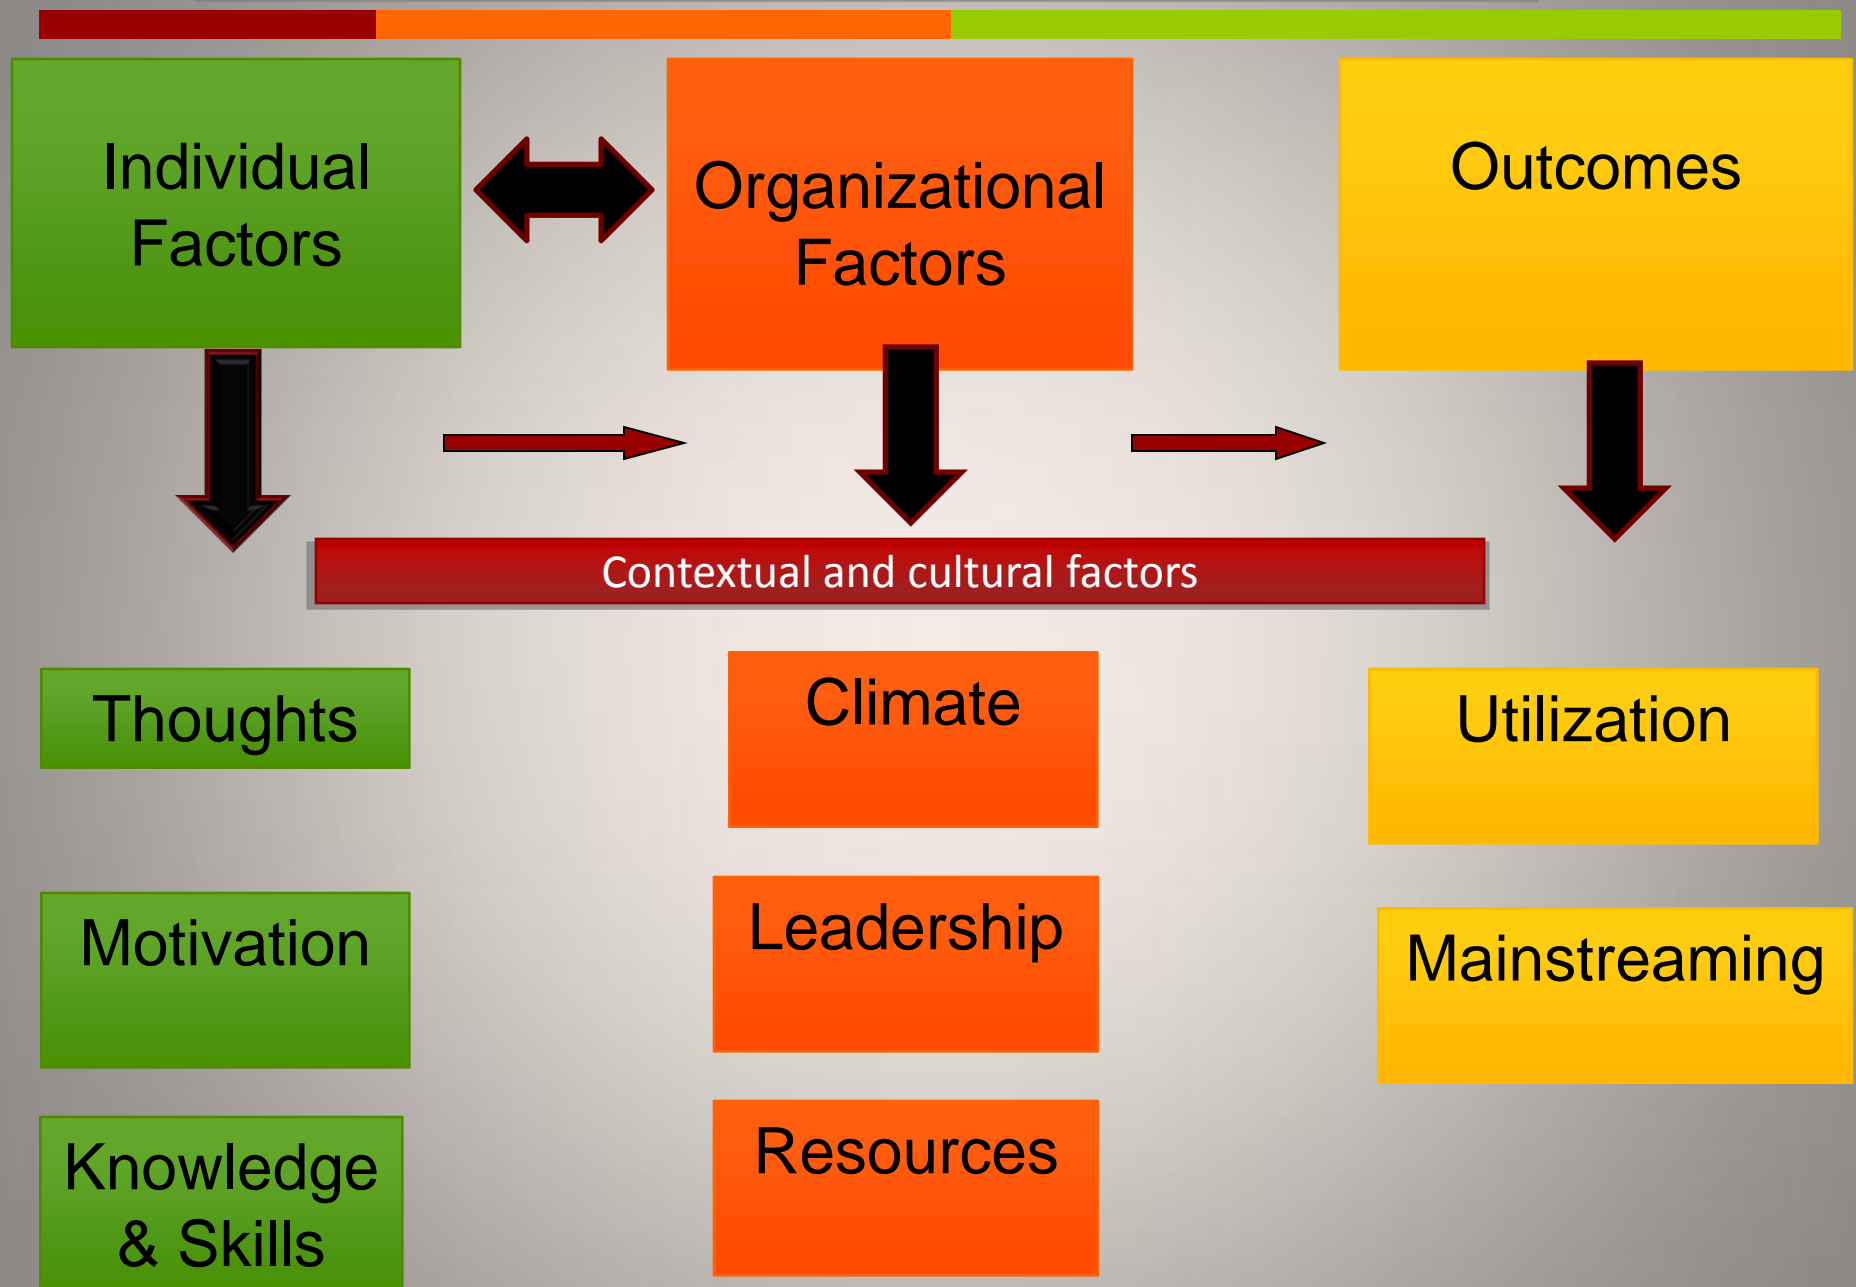 Individual
Factors
Organizational
Factors
Outcomes
Contextual and cultural factors
Thoughts
Climate
Utilization
Motivation
Leadership
Mainstreaming
Knowledge
& Skills
Resources